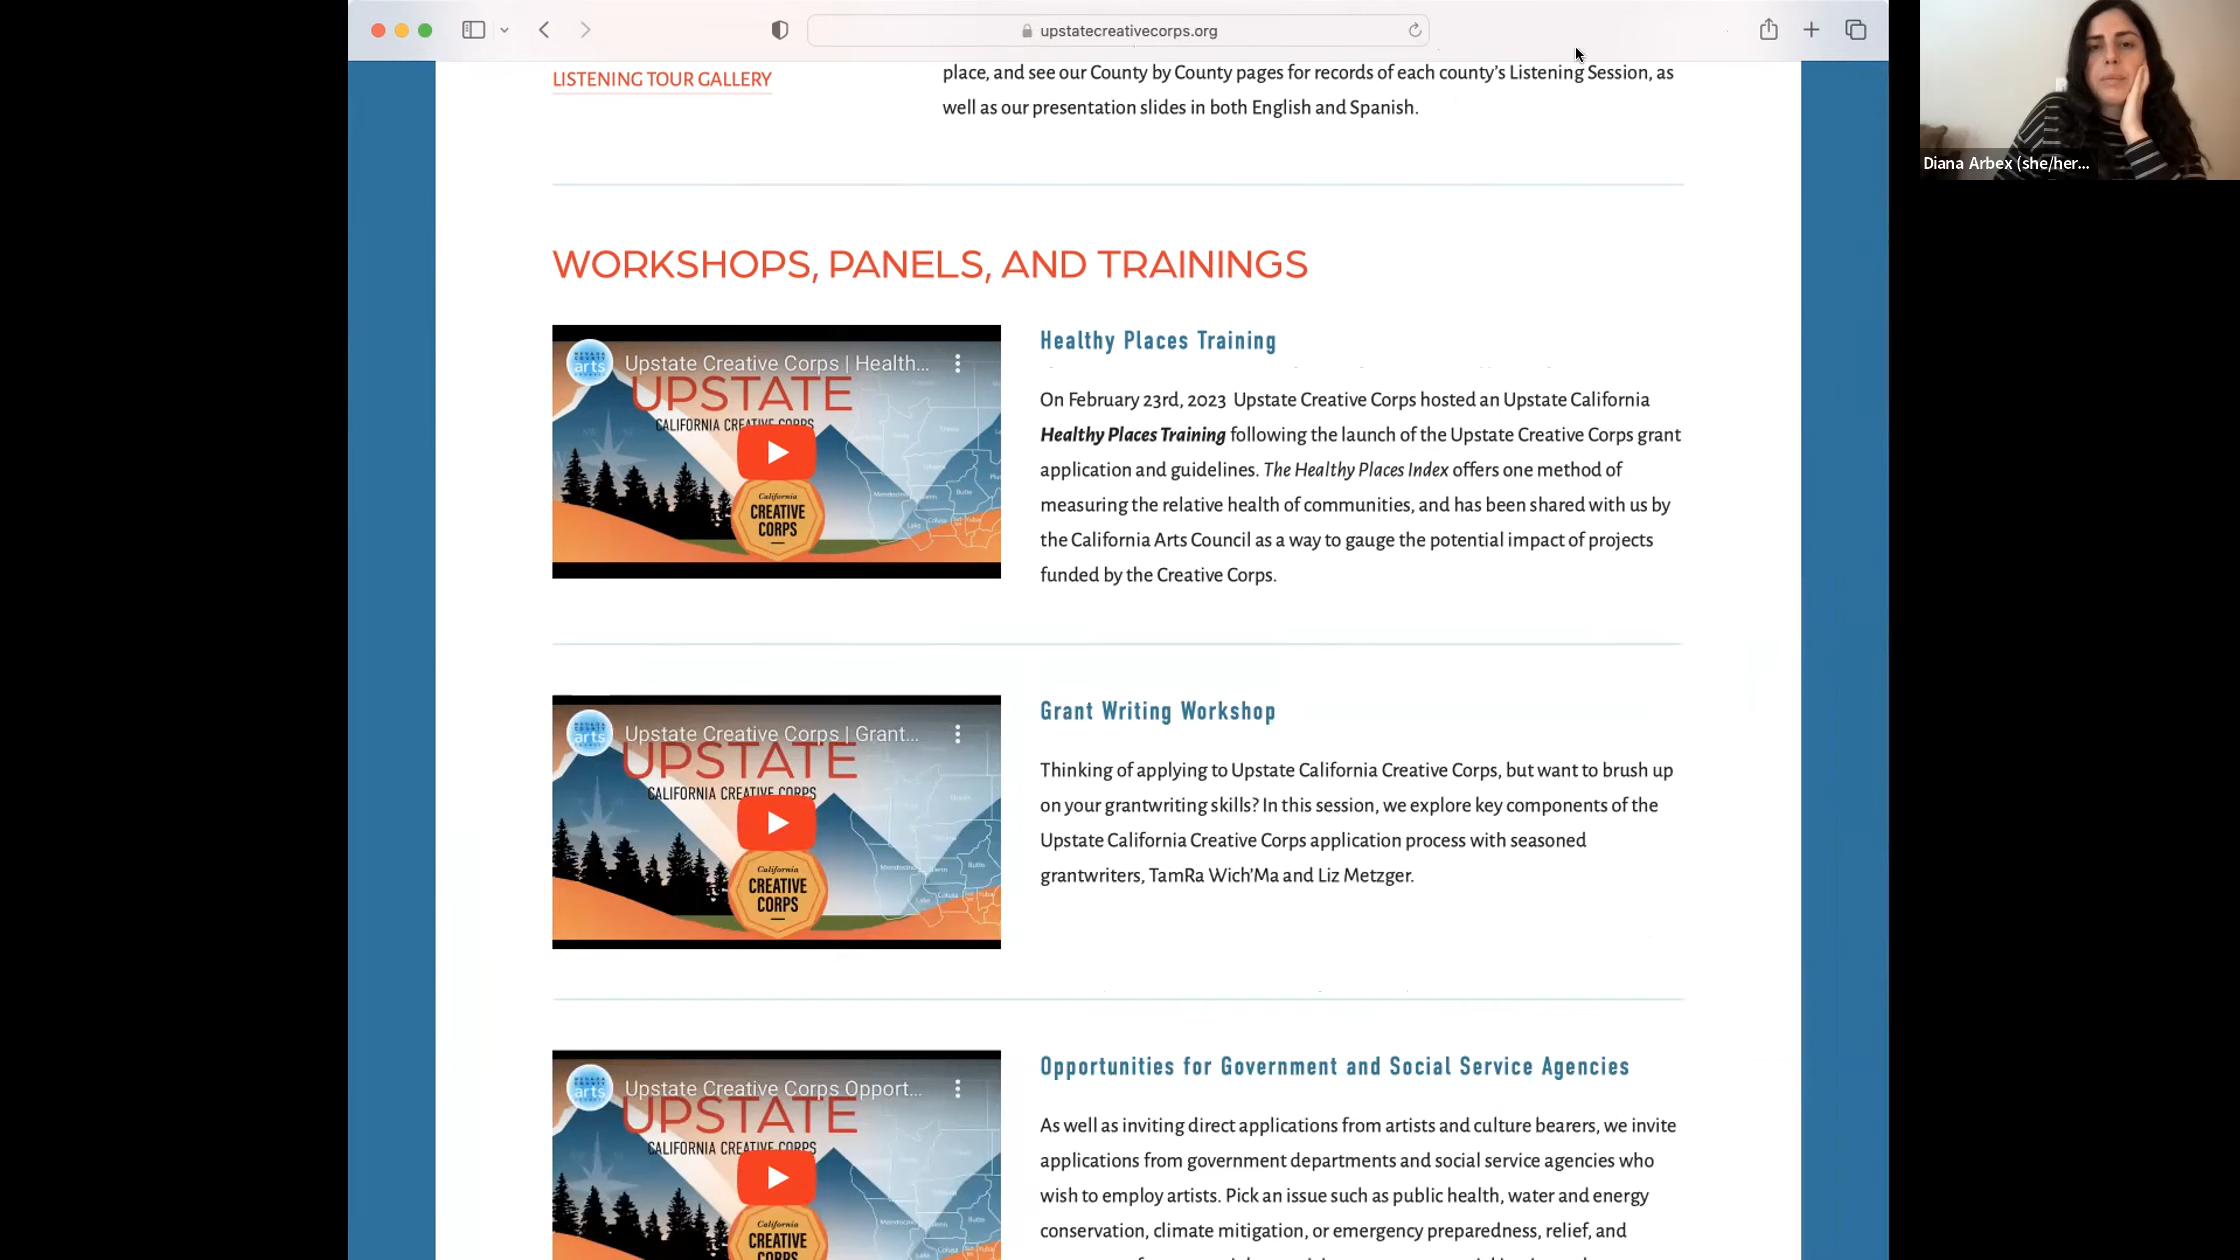 upstatecreativecorps.org
Diana Arbex (she/her...
LISTENING TOUR GALLERY
place, and see our County by County pages for records of each county's Listening Session, as
well as our presentation slides in both English and Spanish.
WORKSHOPS, PANELS, AND TRAININGS
arts
Upstate Creative Corps | Health...
UPSTATE
CALIFORNIA CREATIVE CORPS
California
CREATIVE
CORPS
Healthy Places Training
On February 23rd, 2023 Upstate Creative Corps hosted an Upstate California
Healthy Places Training following the launch of the Upstate Creative Corps grant
application and guidelines. The Healthy Places Index offers one method of
measuring the relative health of communities, and has been shared with us by
the California Arts Council as a way to gauge the potential impact of projects
funded by the Creative Corps.
arts
Upstate Creative Corps | Grant...
UPSTATE
CALIFORNIA CREATIVE CORPS
California
CREATIVE
CORPS
Grant Writing Workshop
Thinking of applying to Upstate California Creative Corps, but want to brush up
on your grantwriting skills? In this session, we explore key components of the
Upstate California Creative Corps application process with seasoned
grantwriters, TamRa Wich'Ma and Liz Metzger.
arts
Upstate Creative Corps Opport...
UPSTATE
CALIFORNIA CREATIVE CORPS
California
CREATIVE
CORPS
Opportunities for Government and Social Service Agencies
As well as inviting direct applications from artists and culture bearers, we invite
applications from government departments and social service agencies who
wish to employ artists. Pick an issue such as public health, water and energy
conservation, climate mitigation, or emergency preparedness, relief, and